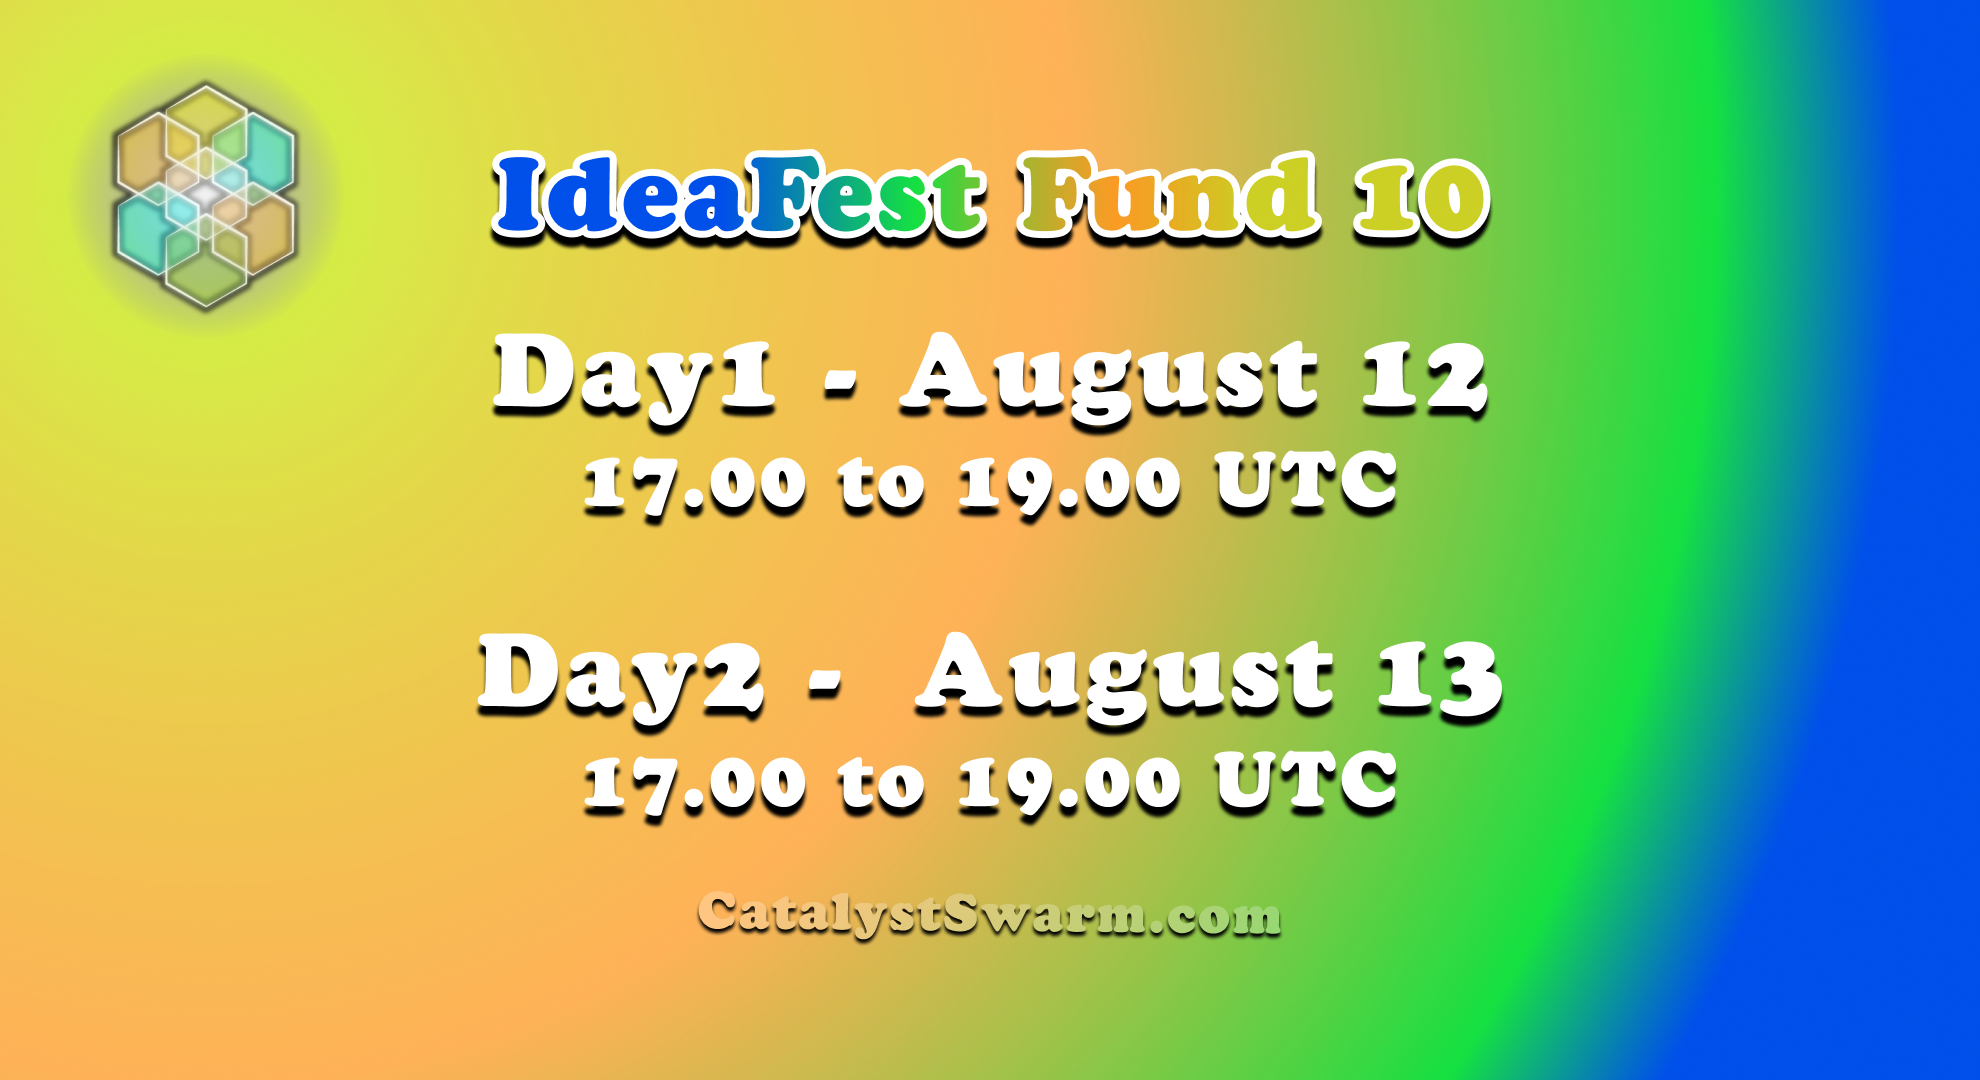 IdeaFest Fund 10
Day1 - August 12
17.00 to 19.00 UTC
Day2 - August 13
17.00 to 19.00 UTC
CatalystSwarm.com